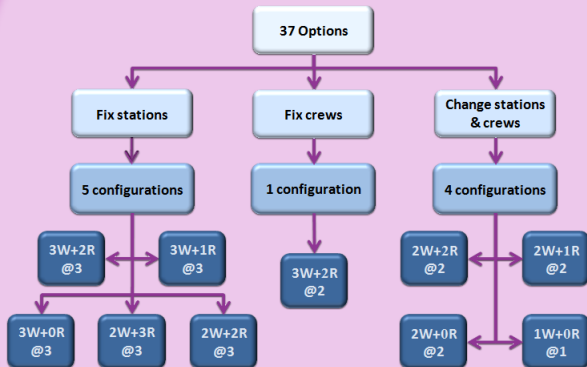 37 Options
Fix stations
Fix crews
Change stations
& crews
5 configurations
1 configuration
4 configurations
3W+2R
@3
3W+1R
@3
3W+2R
@2
2W+2R
@2
2W+1R
@2
3W+0R
@3
2W+3R
@3
2W+2R
@3
2W+0R
@2
1W+0R
@1